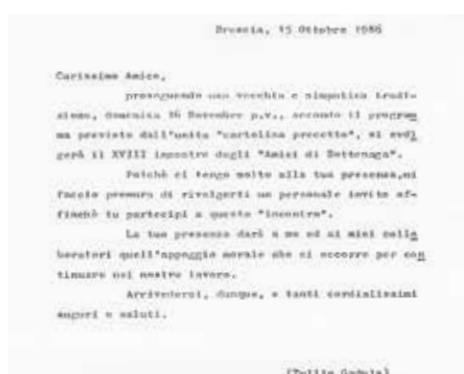 Brescia, 15 Ottobre 1986
Carissimo Amico,
proseguendo una vecchia e simpatica tradi-
zione, domenica 16 Novembre p.v., secondo il program
ma previsto dall'unita "cartolina precetto", si svol
gerà il XVIII incontro degli "Amici di Bottonaga".
Poichè ci tengo molto alla tua presenza, mi
faccio premura di rivolgerti un personale invito af-
finchè tu partecipi a questo "incontro".
La tua presenza darà a me ed ai miei colla
boratori quell'appoggio morale che ci occorre per con
tinuare nel nostro lavoro.
Arrivederci, dunque, e tanti cordialissimi
auguri e saluti.